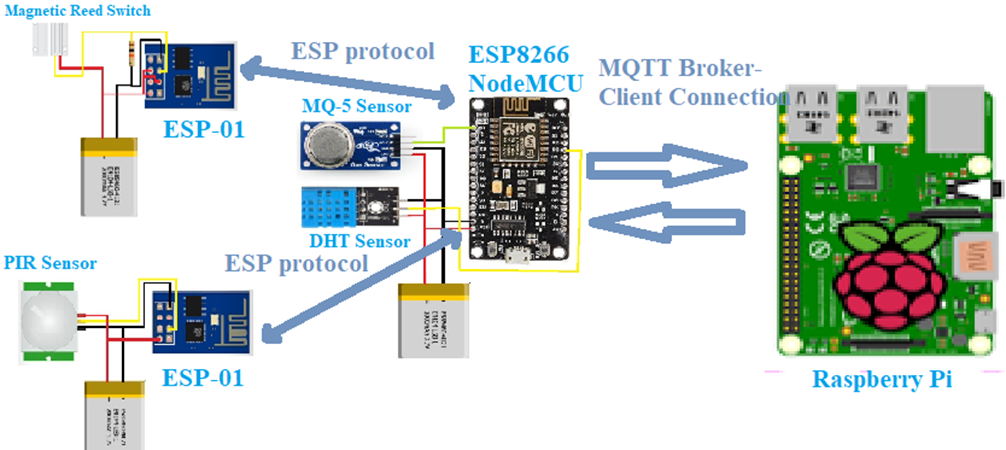 Magnetic Reed Switch
ESP protocol
ESP8266
NodeMCU
MQTT Broker-
Client Connection
MQ-5 Sensor
ESP-01
DHT Sensor
PIR Sensor
ESP protocol
ESP-01
Raspberry Pi